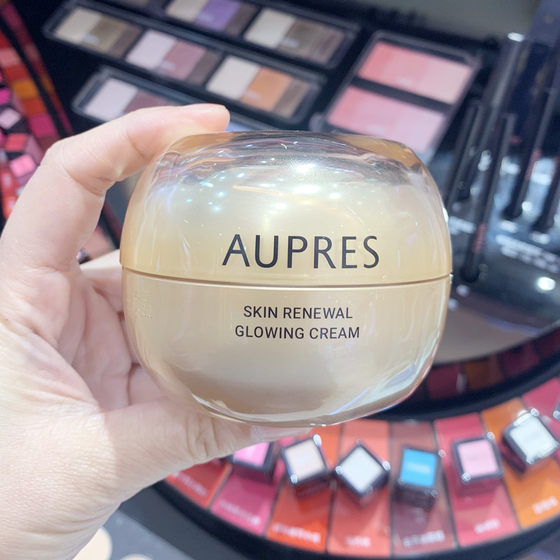 AUPRES
SKIN RENEWAL
GLOWING CREAM